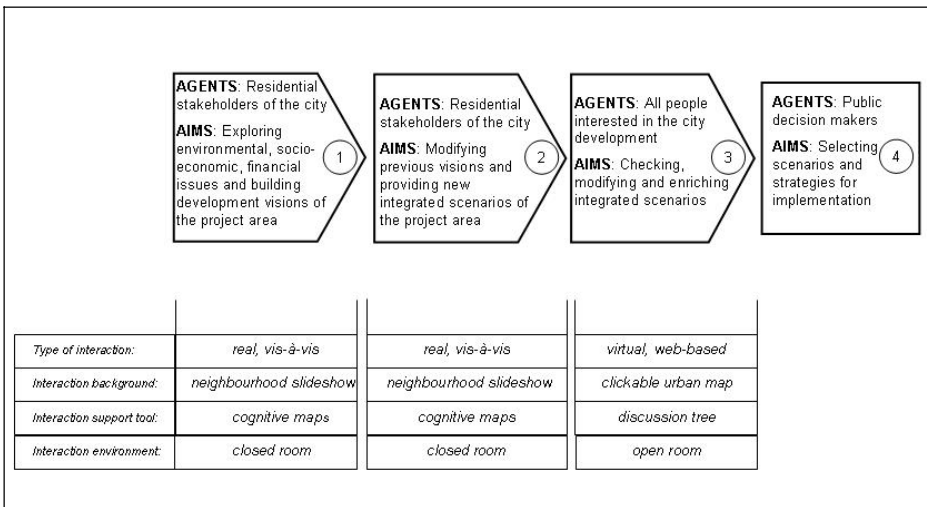 AGENTS: Residential
stakeholders of the city
AIMS: Exploring
environmental, socio-
economic, financial
issues and building
development visions of
the project area
1
AGENTS: Residential
stakeholders of the city
AIMS: Modifying
previous visions and
providing new
integrated scenarios of
the project area
2
AGENTS: All people
interested in the city
development
AIMS: Checking,
modifying and enriching
integrated scenarios
3
AGENTS: Public
decision makers
AIMS: Selecting
scenarios and
strategies for
implementation
4
Type of interaction: real, vis-à-vis real, vis-à-vis virtual, web-based
Interaction background: neighbourhood slideshow neighbourhood slideshow clickable urban map
Interaction support tool: cognitive maps cognitive maps discussion tree
Interaction environment: closed room closed room open room